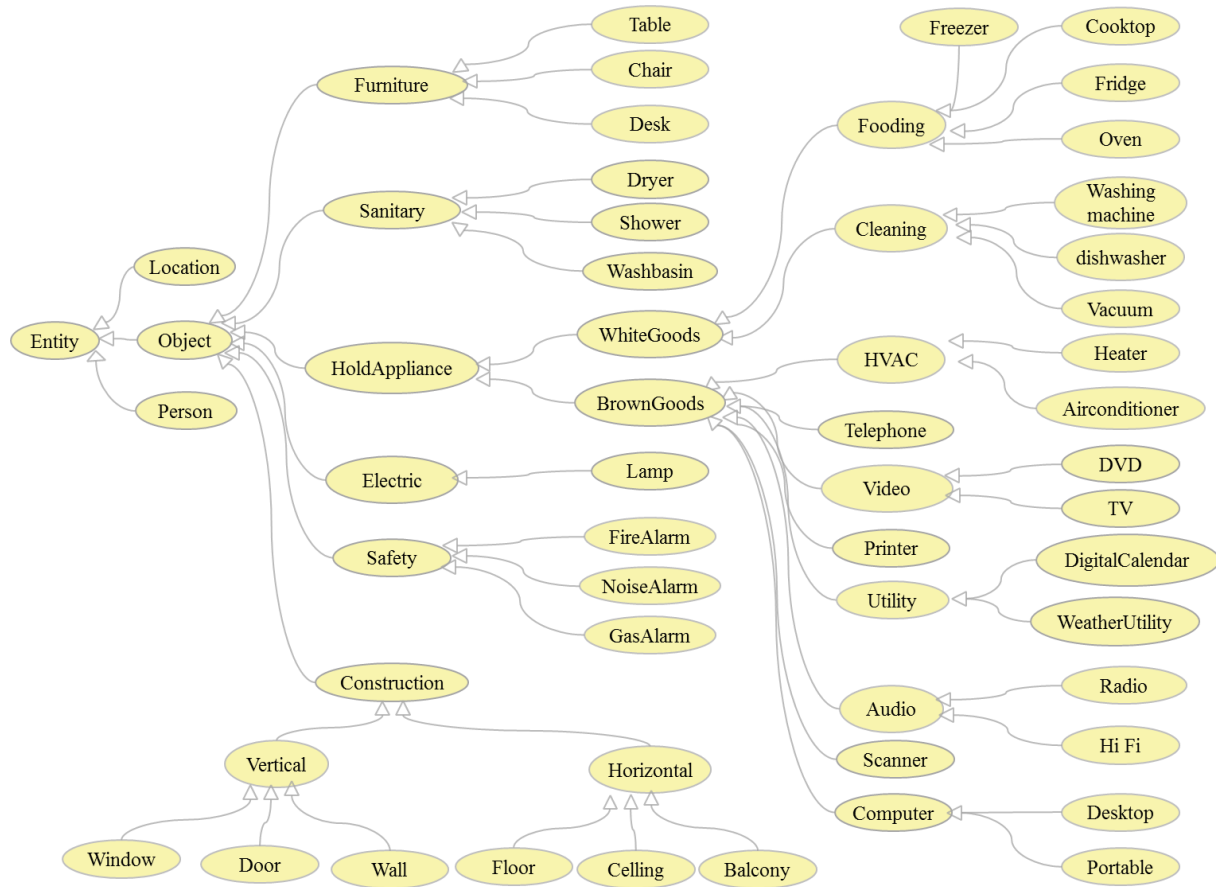 Freezer
Cooktop
Table
Chair
Furniture
Fridge
Desk
Fooding
Oven
Dryer
Washing
machine
Sanitary
Shower
Cleaning
dishwasher
Location
Washbasin
Vacuum
Entity
Object
WhiteGoods
Heater
HoldAppliance
HVAC
BrownGoods
Airconditioner
Person
Telephone
Electric
Lamp
DVD
Video
TV
FireAlarm
Printer
Safety
DigitalCalendar
NoiseAlarm
Utility
WeatherUtility
GasAlarm
Construction
Radio
Audio
Hi Fi
Vertical
Horizontal
Scanner
Computer
Desktop
Window
Door
Wall
Floor
Celling
Balcony
Portable